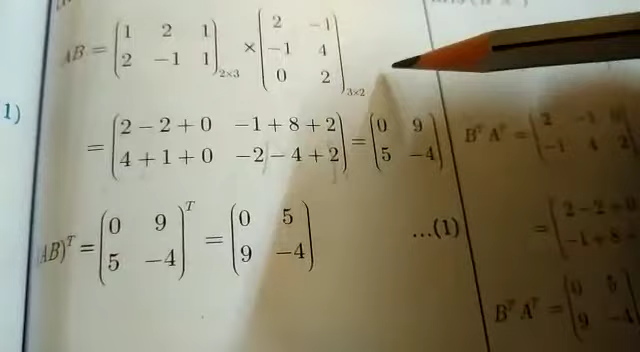 AB = (1 2 1
2 −1 1)2×3 × (2 −1
−1 4
0 2)3×2
1)
= (2 − 2 + 0 −1 + 8 + 2
4 + 1 + 0 −2 − 4 + 2) = (0 9
5 −4)
(AB)^T = (0 9
5 −4)^T = (0 5
9 −4) ...(1)
B^T A^T = (2 −1 0
−1 4 2
= (2 − 2 + 0
−1 + 8 +
B^T A^T = (0 5
9 −4